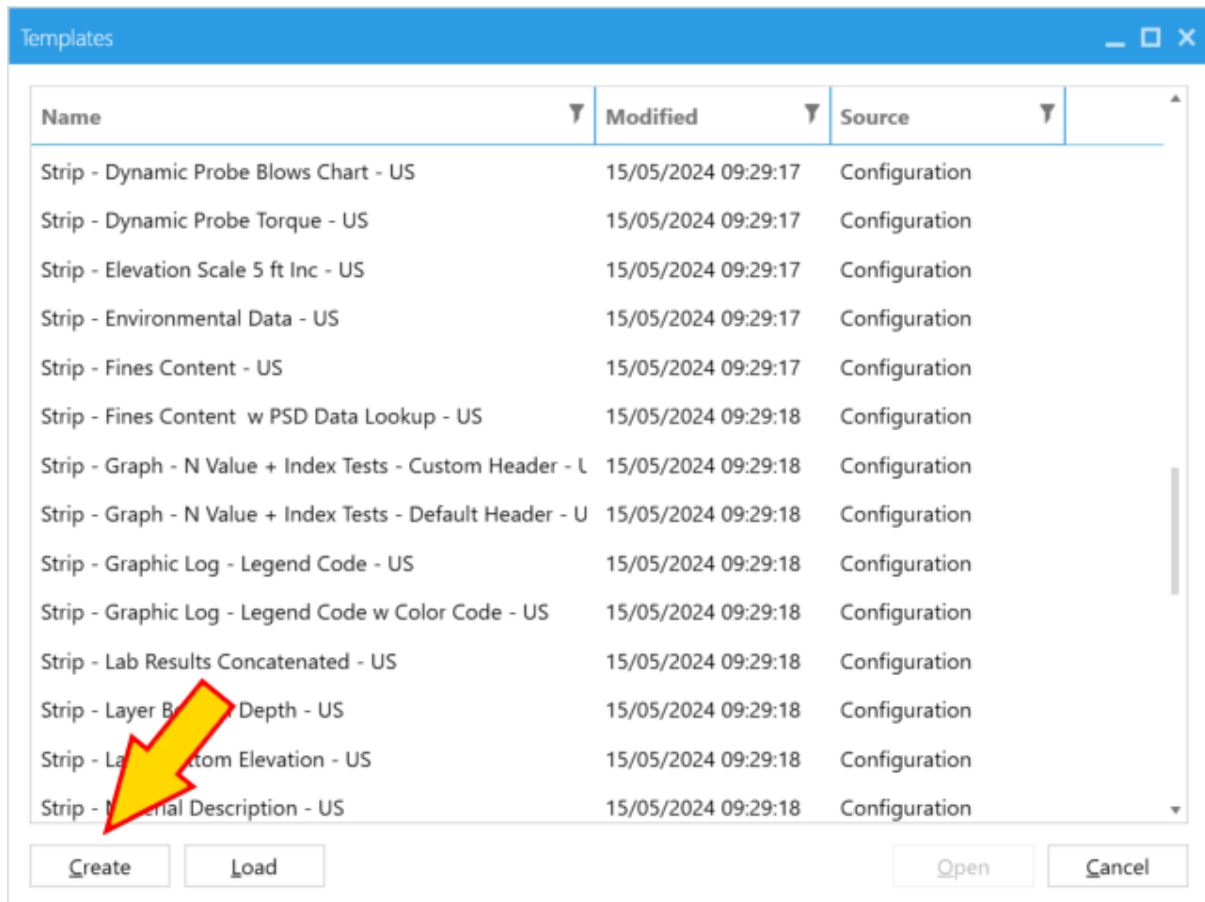 Templates
Name Modified Source
Strip - Dynamic Probe Blows Chart - US 15/05/2024 09:29:17 Configuration
Strip - Dynamic Probe Torque - US 15/05/2024 09:29:17 Configuration
Strip - Elevation Scale 5 ft Inc - US 15/05/2024 09:29:17 Configuration
Strip - Environmental Data - US 15/05/2024 09:29:17 Configuration
Strip - Fines Content - US 15/05/2024 09:29:17 Configuration
Strip - Fines Content w PSD Data Lookup - US 15/05/2024 09:29:18 Configuration
Strip - Graph - N Value + Index Tests - Custom Header - 15/05/2024 09:29:18 Configuration
Strip - Graph - N Value + Index Tests - Default Header - U 15/05/2024 09:29:18 Configuration
Strip - Graphic Log - Legend Code - US 15/05/2024 09:29:18 Configuration
Strip - Graphic Log - Legend Code w Color Code - US 15/05/2024 09:29:18 Configuration
Strip - Lab Results Concatenated - US 15/05/2024 09:29:18 Configuration
Strip - Layer Depth - US 15/05/2024 09:29:18 Configuration
Strip - Elevation - US 15/05/2024 09:29:18 Configuration
Strip - Description - US 15/05/2024 09:29:18 Configuration
Create Load Open Cancel